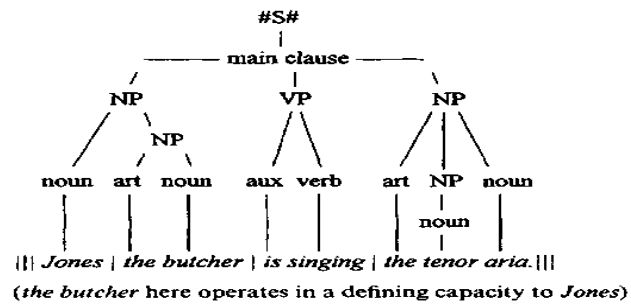 #S#
main clause
NP VP NP
NP
noun art noun aux verb art NP noun
noun
||| Jones | the butcher | is singing | the tenor aria.|||
(the butcher here operates in a defining capacity to Jones)